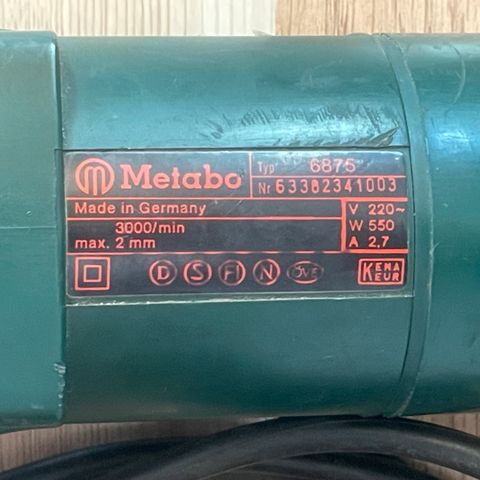 Metabo
Typ 6875
Nr 63382341003
Made in Germany
3000/min
max. 2 mm
V 220~
W 550
A 2,7
D S FI N ÖVE
KEMA
KEUR